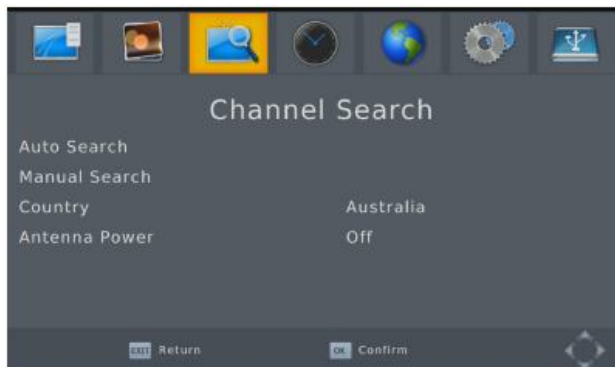 Channel Search
Auto Search
Manual Search
Country Australia
Antenna Power Off
EXIT Return OK Confirm